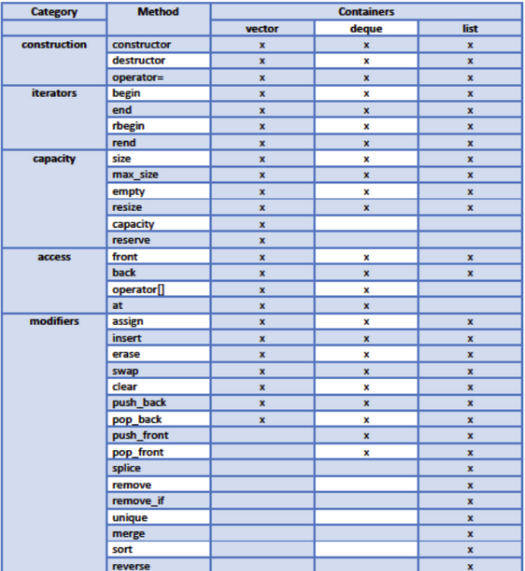 Category Method Containers
vector deque list
construction constructor x x x
destructor x x x
operator= x x x
iterators begin x x x
end x x x
rbegin x x x
rend x x x
capacity size x x x
max_size x x x
empty x x x
resize x x x
capacity x
reserve x
access front x x x
back x x x
operator[] x x
at x x
modifiers assign x x x
insert x x x
erase x x x
swap x x x
clear x x x
push_back x x x
pop_back x x x
push_front x x
pop_front x x
splice x
remove x
remove_if x
unique x
merge x
sort x
reverse x